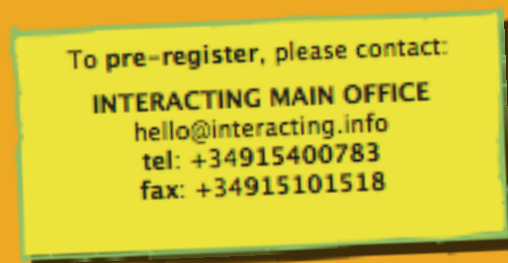 To pre-register, please contact:
INTERACTING MAIN OFFICE
hello@interacting.info
tel: +34915400783
fax: +34915101518